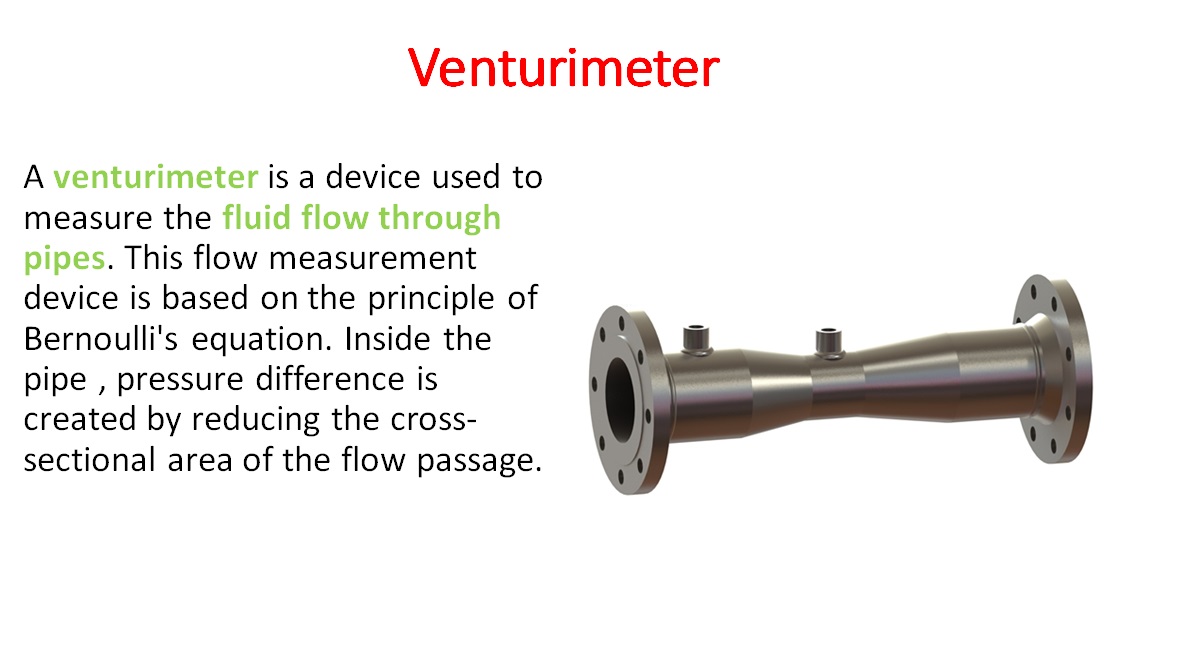 Venturimeter
A venturimeter is a device used to
measure the fluid flow through
pipes. This flow measurement
device is based on the principle of
Bernoulli's equation. Inside the
pipe , pressure difference is
created by reducing the cross-
sectional area of the flow passage.